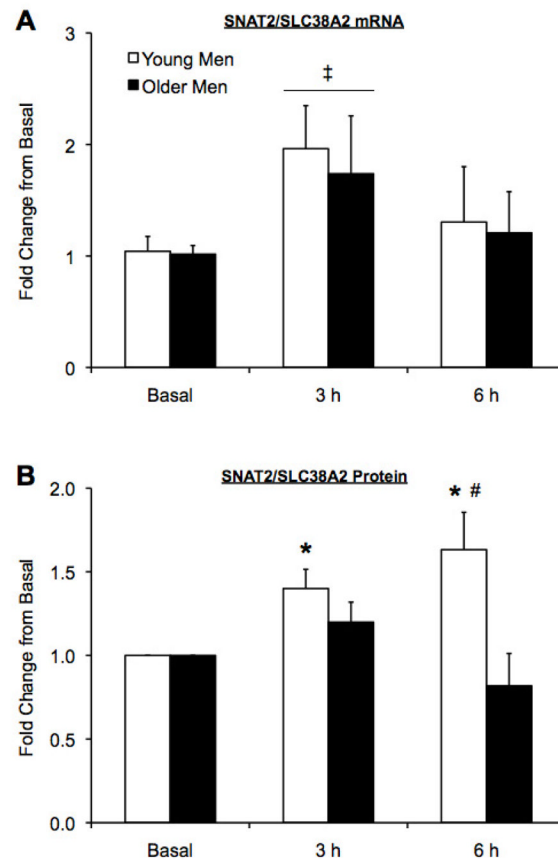 A
SNAT2/SLC38A2 mRNA
3
2
1
0
Fold Change from Basal
Young Men
Older Men
‡
Basal 3 h 6 h
B
SNAT2/SLC38A2 Protein
2.0
1.5
1.0
0.5
0.0
Fold Change from Basal
*
* #
Basal 3 h 6 h